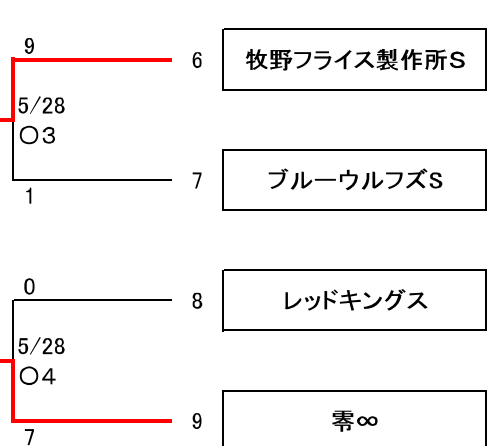 9
6 牧野フライス製作所S
5/28
○3
7 ブルーウルフズS
1
0
8 レッドキングス
5/28
○4
9 零∞
7